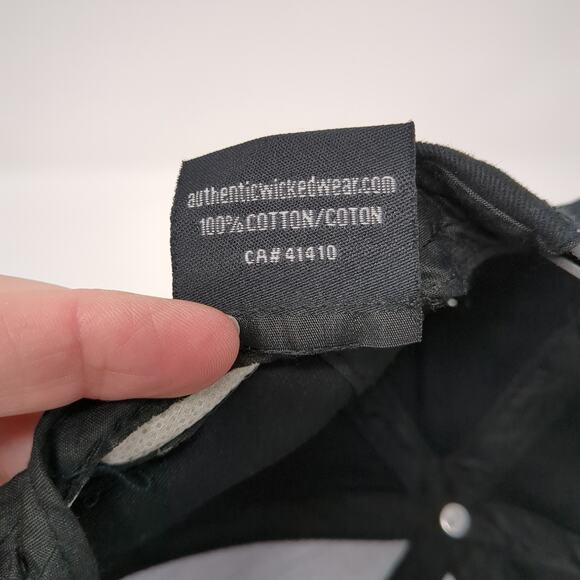 authenticwickedwear.com
100% COTTON/COTON
CA# 41410